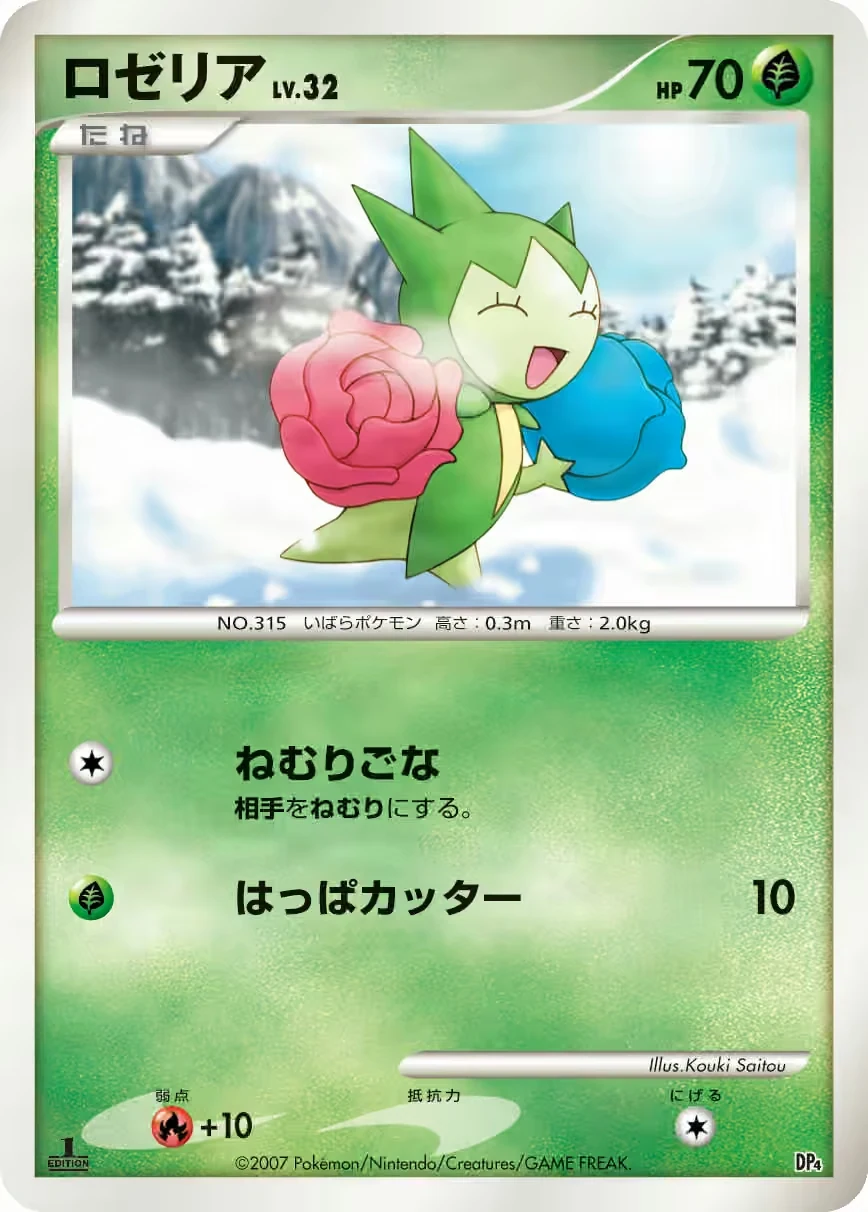 ロゼリア LV.32 HP 70
たね
NO.315 いばらポケモン 高さ：0.3m 重さ：2.0kg
ねむりごな
相手をねむりにする。
はっぱカッター 10
Illus.Kouki Saitou
弱点 抵抗力 にげる
+10
1 EDITION
©2007 Pokémon/Nintendo/Creatures/GAME FREAK.
DP4